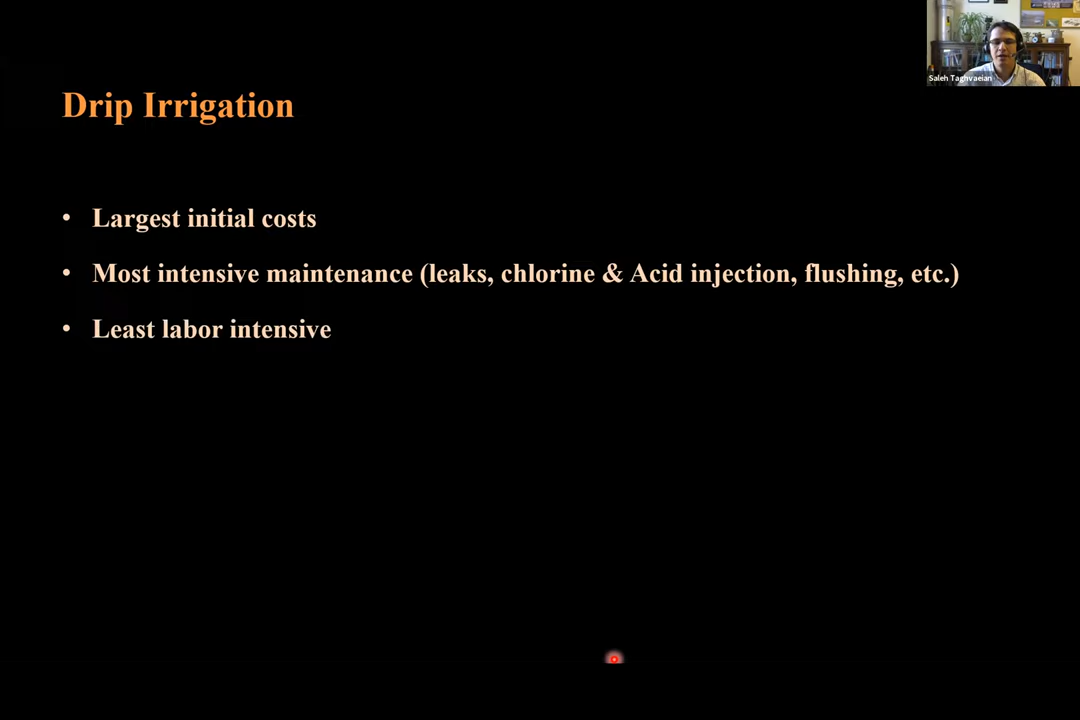 Saleh Taghvaeian
Drip Irrigation
• Largest initial costs
• Most intensive maintenance (leaks, chlorine & Acid injection, flushing, etc.)
• Least labor intensive